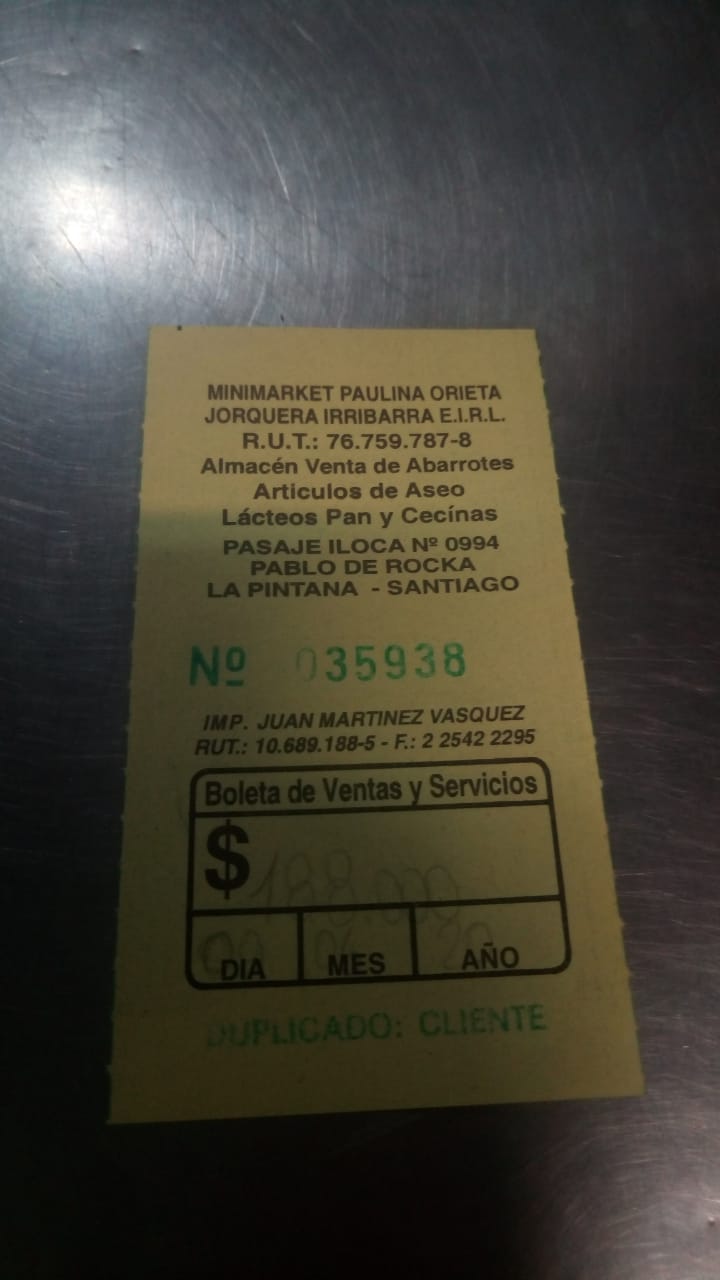 MINIMARKET PAULINA ORIETA
JORQUERA IRRIBARRA E.I.R.L.
R.U.T.: 76.759.787-8
Almacén Venta de Abarrotes
Articulos de Aseo
Lácteos Pan y Cecínas
PASAJE ILOCA Nº 0994
PABLO DE ROCKA
LA PINTANA - SANTIAGO
Nº 035938
IMP. JUAN MARTINEZ VASQUEZ
RUT.: 10.689.188-5 - F.: 2 2542 2295
Boleta de Ventas y Servicios
$ 188.000
DIA MES AÑO
DUPLICADO: CLIENTE